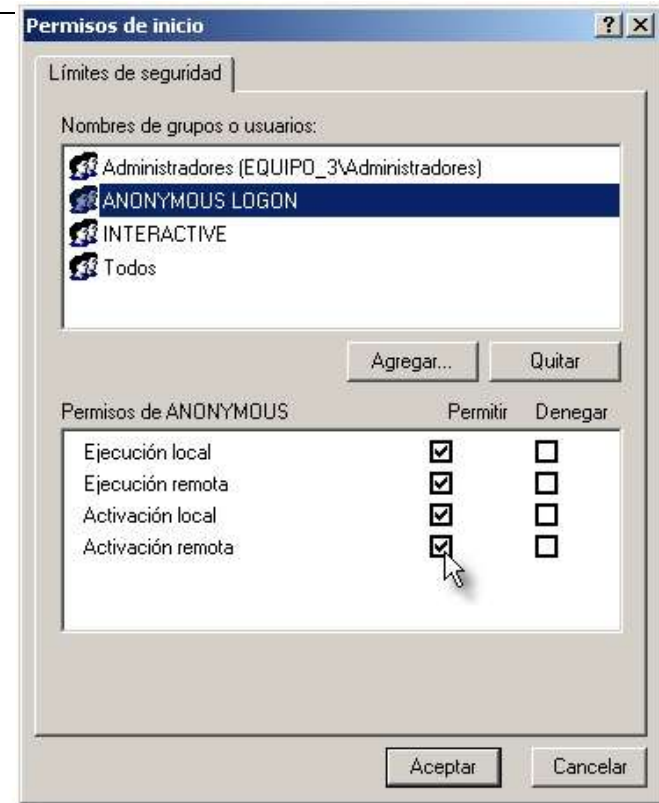 Permisos de inicio
Límites de seguridad
Nombres de grupos o usuarios:
Administradores (EQUIPO_3\Administradores)
ANONYMOUS LOGON
INTERACTIVE
Todos
Agregar... Quitar
Permisos de ANONYMOUS Permitir Denegar
Ejecución local
Ejecución remota
Activación local
Activación remota
Aceptar Cancelar